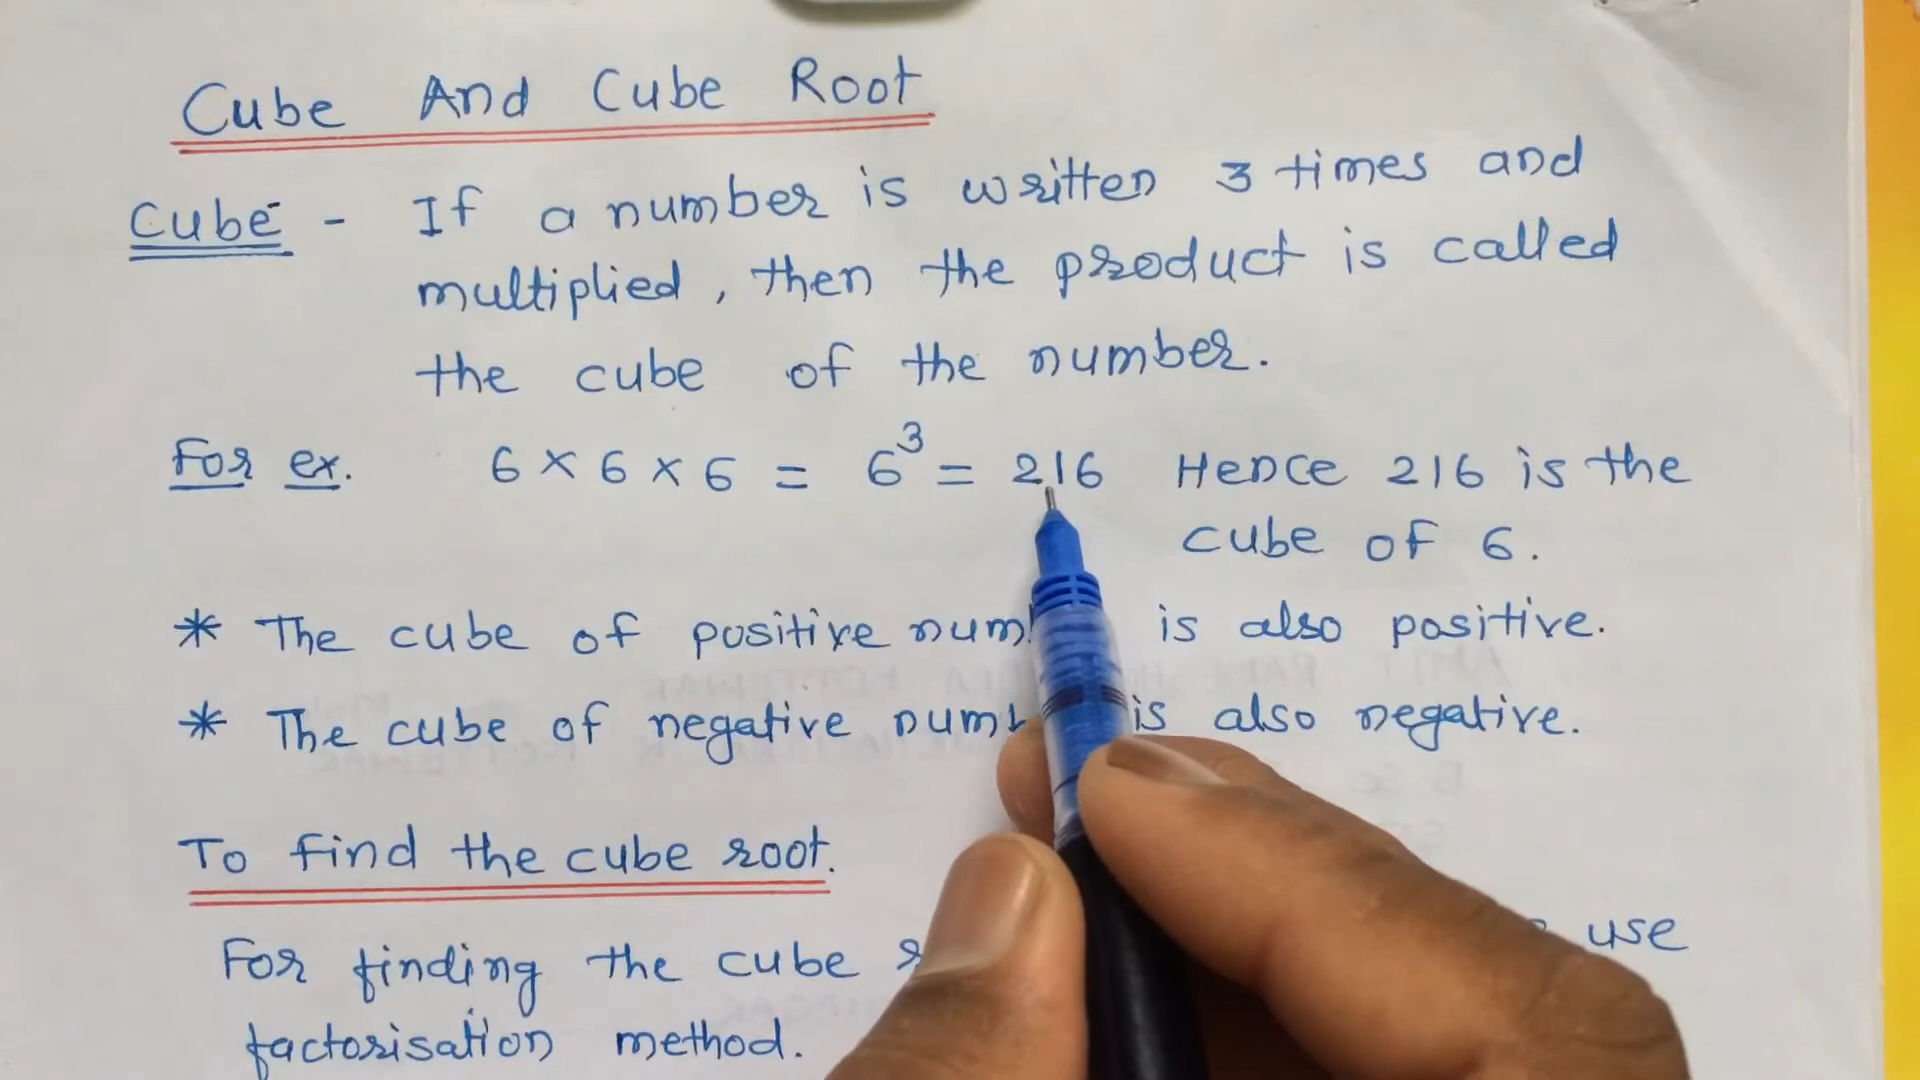 Cube And Cube Root
Cube - If a number is written 3 times and
multiplied, then the product is called
the cube of the number.
For ex. 6 × 6 × 6 = 6³ = 216 Hence 216 is the
cube of 6.
* The cube of positive num is also positive.
* The cube of negative numb is also negative.
To find the cube root.
For finding the cube use
factorisation method.